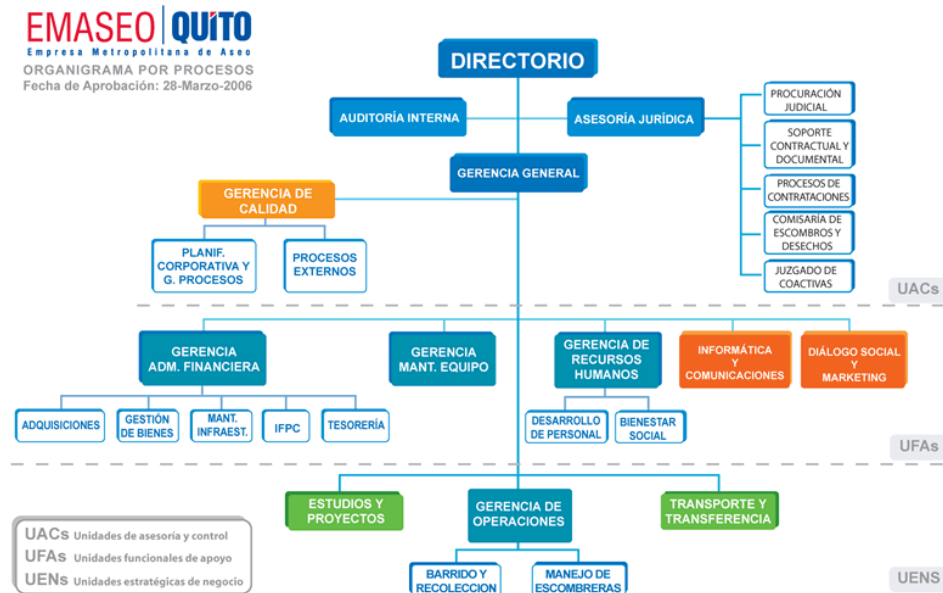 EMASEO QUITO
Empresa Metropolitana de Aseo
ORGANIGRAMA POR PROCESOS
Fecha de Aprobación: 28-Marzo-2006
DIRECTORIO
AUDITORÍA INTERNA
ASESORÍA JURÍDICA
PROCURACIÓN
JUDICIAL
SOPORTE
CONTRACTUAL Y
DOCUMENTAL
PROCESOS DE
CONTRATACIONES
COMISARÍA DE
ESCOMBROS Y
DESECHOS
JUZGADO DE
COACTIVAS
GERENCIA GENERAL
GERENCIA DE
CALIDAD
PLANIF.
CORPORATIVA Y
G. PROCESOS
PROCESOS
EXTERNOS
UACs
GERENCIA
ADM. FINANCIERA
GERENCIA
MANT. EQUIPO
GERENCIA DE
RECURSOS
HUMANOS
INFORMÁTICA
Y
COMUNICACIONES
DIÁLOGO SOCIAL
Y
MARKETING
ADQUISICIONES
GESTIÓN
DE BIENES
MANT.
INFRAEST.
IFPC
TESORERÍA
DESARROLLO
DE PERSONAL
BIENESTAR
SOCIAL
UFAs
ESTUDIOS Y
PROYECTOS
GERENCIA DE
OPERACIONES
TRANSPORTE Y
TRANSFERENCIA
BARRIDO Y
RECOLECCION
MANEJO DE
ESCOMBRERAS
UACs Unidades de asesoría y control
UFAs Unidades funcionales de apoyo
UENs Unidades estratégicas de negocio
UENS